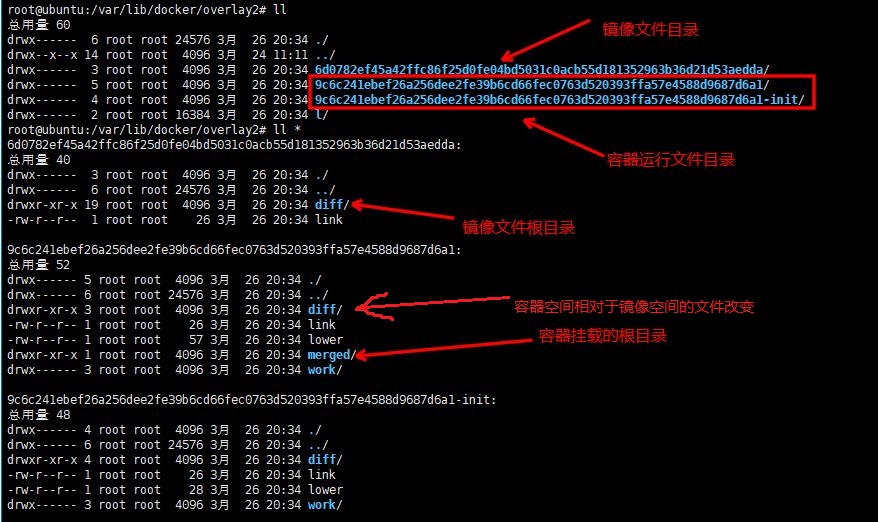 root@ubuntu:/var/lib/docker/overlay2# ll
总用量 60
drwx------  6 root root 24576 3月  26 20:34 ./
drwx--x--x 14 root root  4096 3月  24 11:11 ../
镜像文件目录
drwx------  3 root root  4096 3月  26 20:34 6d0782ef45a42ffc86f25d0fe04bd5031c0acb55d181352963b36d21d53aedda/
drwx------  5 root root  4096 3月  26 20:34 9c6c241ebef26a256dee2fe39b6cd66fec0763d520393ffa57e4588d9687d6a1/
drwx------  4 root root  4096 3月  26 20:34 9c6c241ebef26a256dee2fe39b6cd66fec0763d520393ffa57e4588d9687d6a1-init/
drwx------  2 root root 16384 3月  26 20:34 l/
root@ubuntu:/var/lib/docker/overlay2# ll *
6d0782ef45a42ffc86f25d0fe04bd5031c0acb55d181352963b36d21d53aedda:
容器运行文件目录
总用量 40
drwx------  3 root root  4096 3月  26 20:34 ./
drwx------  6 root root 24576 3月  26 20:34 ../
drwxr-xr-x 19 root root  4096 3月  26 20:34 diff/
-rw-r--r--  1 root root    26 3月  26 20:34 link
镜像文件根目录
9c6c241ebef26a256dee2fe39b6cd66fec0763d520393ffa57e4588d9687d6a1:
总用量 52
drwx------ 5 root root  4096 3月  26 20:34 ./
drwx------ 6 root root 24576 3月  26 20:34 ../
drwxr-xr-x 3 root root  4096 3月  26 20:34 diff/
容器空间相对于镜像空间的文件改变
-rw-r--r-- 1 root root    26 3月  26 20:34 link
-rw-r--r-- 1 root root    57 3月  26 20:34 lower
容器挂载的根目录
drwxr-xr-x 1 root root  4096 3月  26 20:34 merged/
drwx------ 3 root root  4096 3月  26 20:34 work/
9c6c241ebef26a256dee2fe39b6cd66fec0763d520393ffa57e4588d9687d6a1-init:
总用量 48
drwx------ 4 root root  4096 3月  26 20:34 ./
drwx------ 6 root root 24576 3月  26 20:34 ../
drwxr-xr-x 4 root root  4096 3月  26 20:34 diff/
-rw-r--r-- 1 root root    26 3月  26 20:34 link
-rw-r--r-- 1 root root    28 3月  26 20:34 lower
drwx------ 3 root root  4096 3月  26 20:34 work/